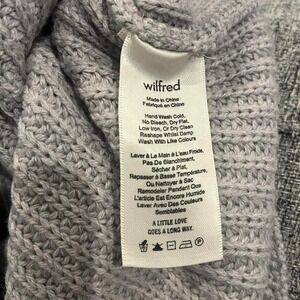 wilfred
Made in China
Fabriqué en Chine
Hand Wash Cold,
No Bleach, Dry Flat,
Low Iron, Or Dry Clean
Reshape Whilst Damp
Wash With Like Colours
Laver À La Main À L'eau Froide,
Pas De Blanchiment,
Sécher à Plat,
Repasser à Basse Température,
Ou Nettoyer à Sac
Remodeler Pendant Que
L'article Est Encore Humide
Laver Avec Des Couleurs
Semblables
A LITTLE LOVE
GOES A LONG WAY.
P